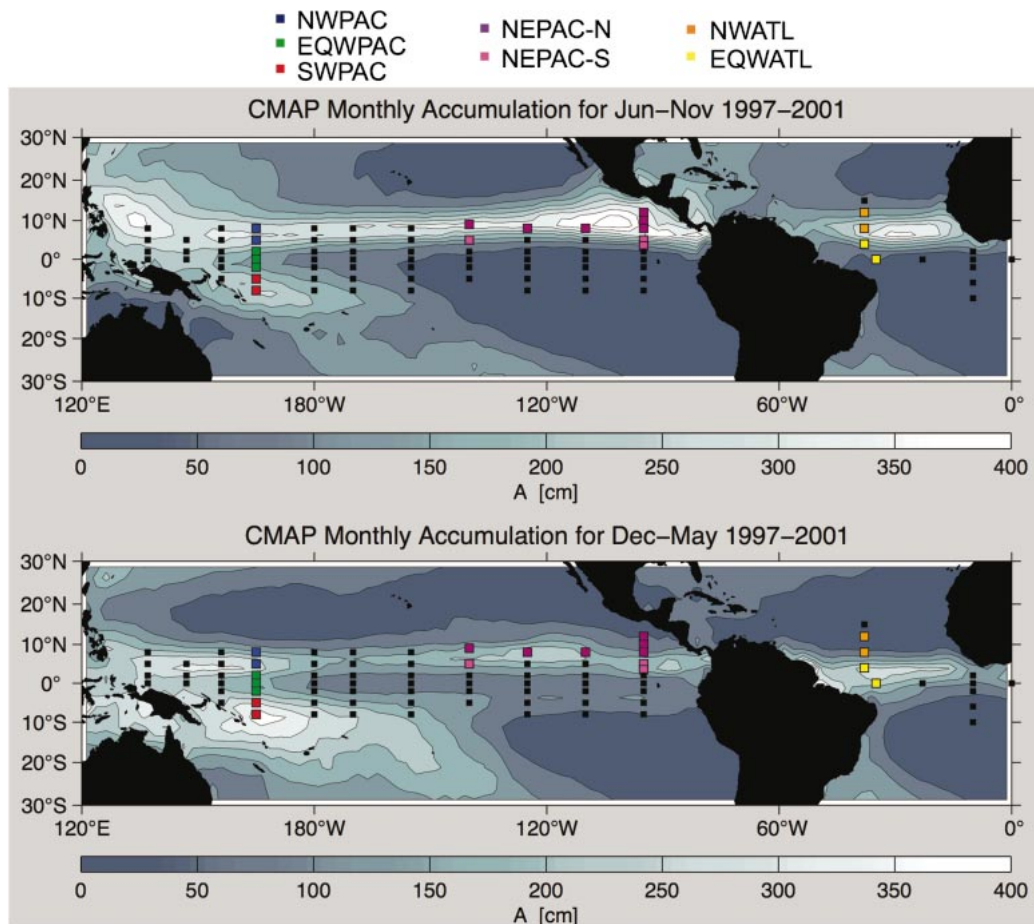 NWPAC
EQWPAC
SWPAC
NEPAC-N
NEPAC-S
NWATL
EQWATL
CMAP Monthly Accumulation for Jun–Nov 1997–2001
30°N
20°N
10°N
0°
10°S
20°S
30°S
120°E 180°W 120°W 60°W 0°
0 50 100 150 200 250 300 350 400
A [cm]
CMAP Monthly Accumulation for Dec–May 1997–2001
30°N
20°N
10°N
0°
10°S
20°S
30°S
120°E 180°W 120°W 60°W 0°
0 50 100 150 200 250 300 350 400
A [cm]